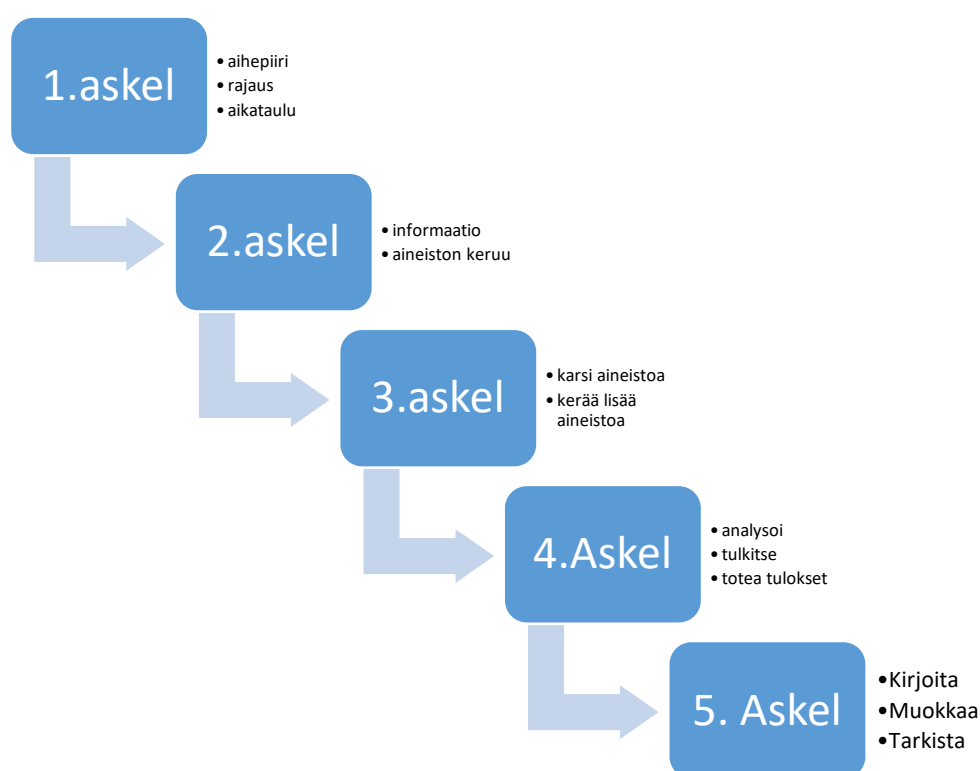 1.askel
• aihepiiri
• rajaus
• aikataulu
2.askel
• informaatio
• aineiston keruu
3.askel
• karsi aineistoa
• kerää lisää
aineistoa
4.Askel
• analysoi
• tulkitse
• totea tulokset
5. Askel
•Kirjoita
•Muokkaa
•Tarkista